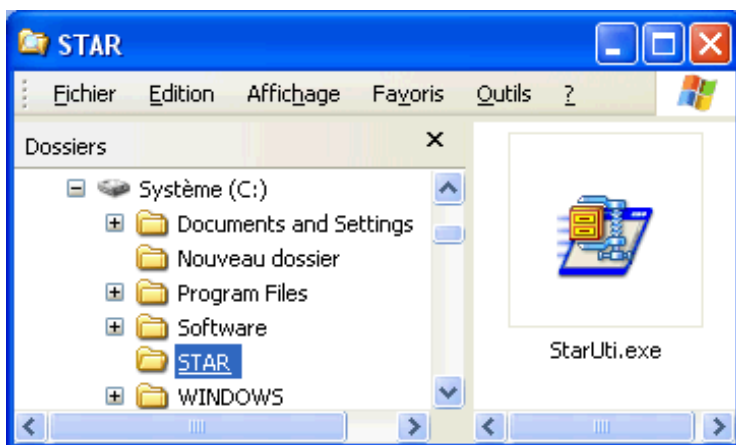 STAR
Fichier Edition Affichage Favoris Outils ?
Dossiers
Système (C:)
Documents and Settings
Nouveau dossier
Program Files
Software
STAR
WINDOWS
StarUti.exe